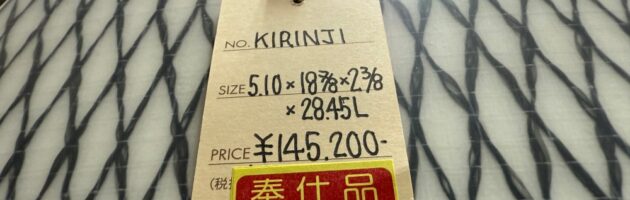 NO. KIRINJI
SIZE 5.10 × 18 7/8 × 2 3/8
× 28.45L
PRICE ¥145.200-
奉仕品